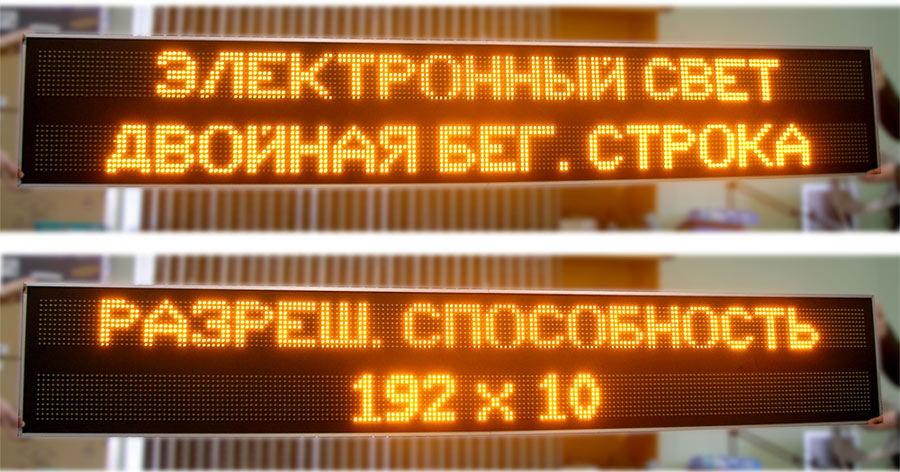 ЭЛЕКТРОННЫЙ СВЕТ
ДВОЙНАЯ БЕГ. СТРОКА
РАЗРЕШ. СПОСОБНОСТЬ
192 x 10